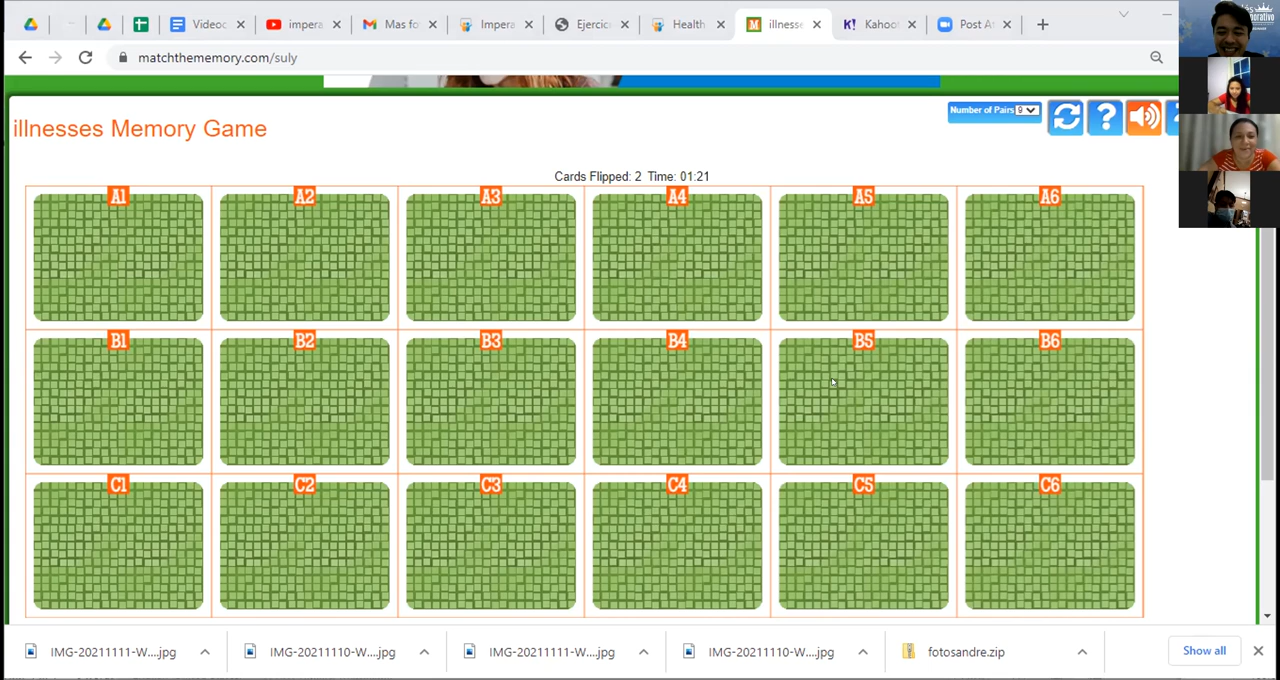 Videoc
impera
Mas fo
Impera
Ejercic
Health
illnesse
Kahoo
Post A
matchthememory.com/suly
Number of Pairs 9
illnesses Memory Game
Cards Flipped: 2 Time: 01:21
A1 A2 A3 A4 A5 A6
B1 B2 B3 B4 B5 B6
C1 C2 C3 C4 C5 C6
IMG-20211111-W....jpg
IMG-20211110-W....jpg
IMG-20211111-W....jpg
IMG-20211110-W....jpg
fotosandre.zip
Show all